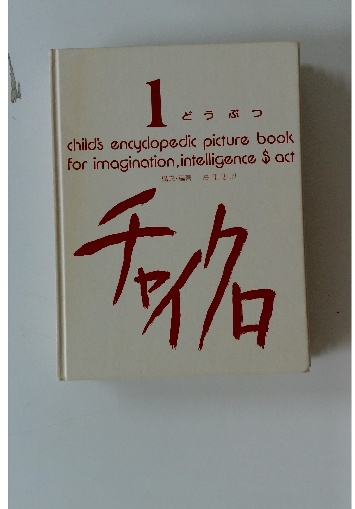 1 どうぶつ
child's encyclopedic picture book
for imagination, intelligence $ act
チャイクロ